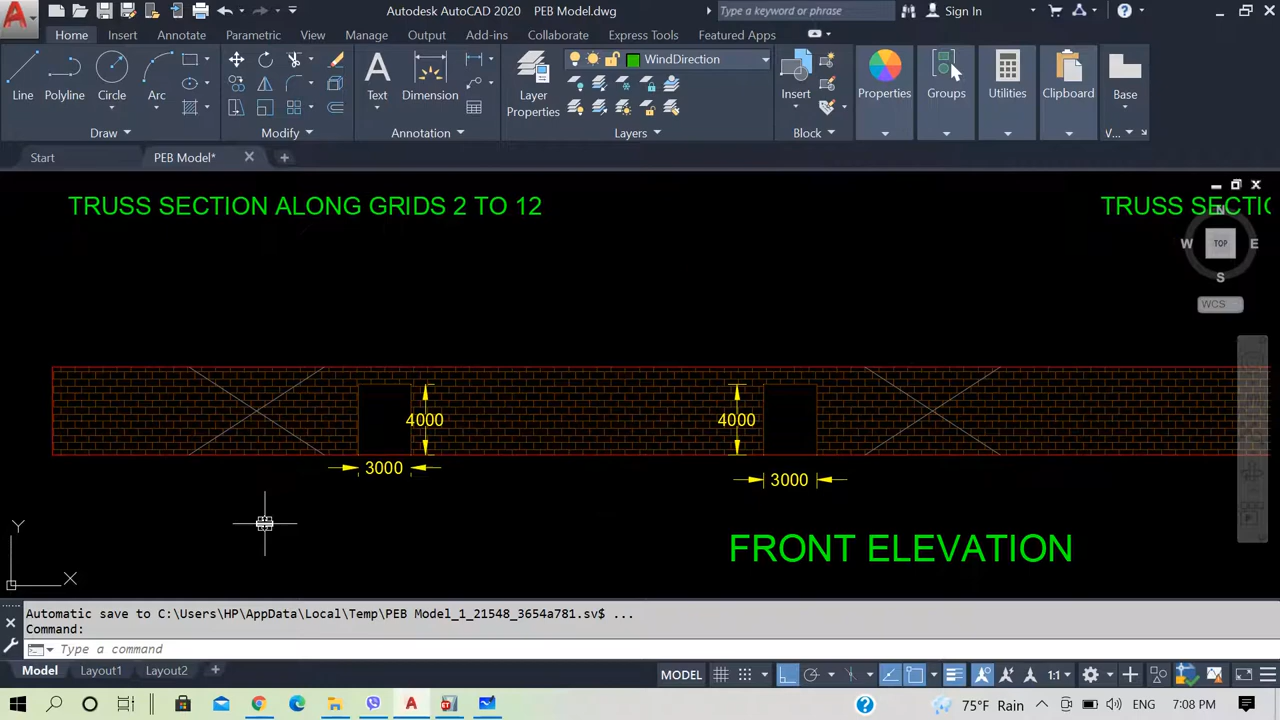 Autodesk AutoCAD 2020 PEB Model.dwg
Type a keyword or phrase
Sign In
Home Insert Annotate Parametric View Manage Output Add-ins Collaborate Express Tools Featured Apps
WindDirection
Line Polyline Circle Arc
Text Dimension
Layer
Properties
Insert
Properties Groups Utilities Clipboard Base
Draw Modify Annotation Layers Block V...
Start PEB Model*
TRUSS SECTION ALONG GRIDS 2 TO 12
N
W TOP E
S
WCS
4000 4000
3000
3000
FRONT ELEVATION
Y
X
Automatic save to C:\Users\HP\AppData\Local\Temp\PEB Model_1_21548_3654a781.sv$ ...
Command:
Type a command
Model Layout1 Layout2
MODEL 1:1
75°F Rain ENG 7:08 PM